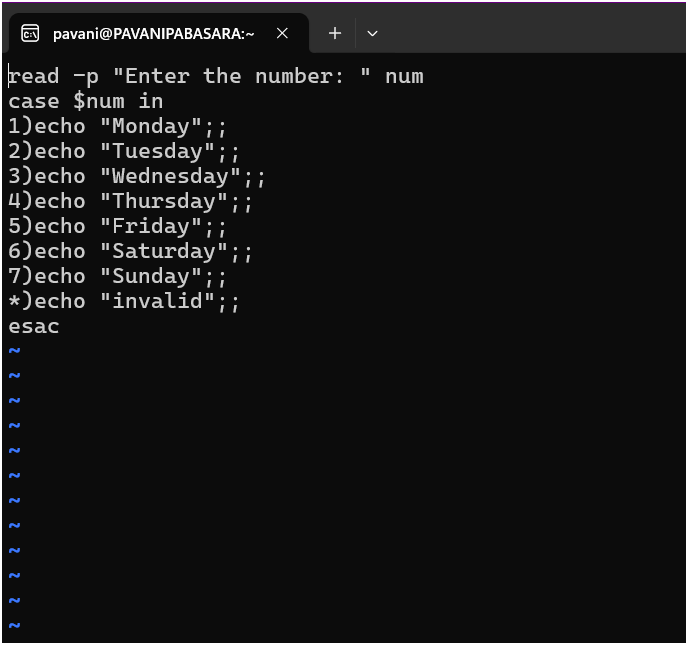 pavani@PAVANIPABASARA:~
read -p "Enter the number: " num
case $num in
1)echo "Monday";;
2)echo "Tuesday";;
3)echo "Wednesday";;
4)echo "Thursday";;
5)echo "Friday";;
6)echo "Saturday";;
7)echo "Sunday";;
*)echo "invalid";;
esac
~
~
~
~
~
~
~
~
~
~
~
~